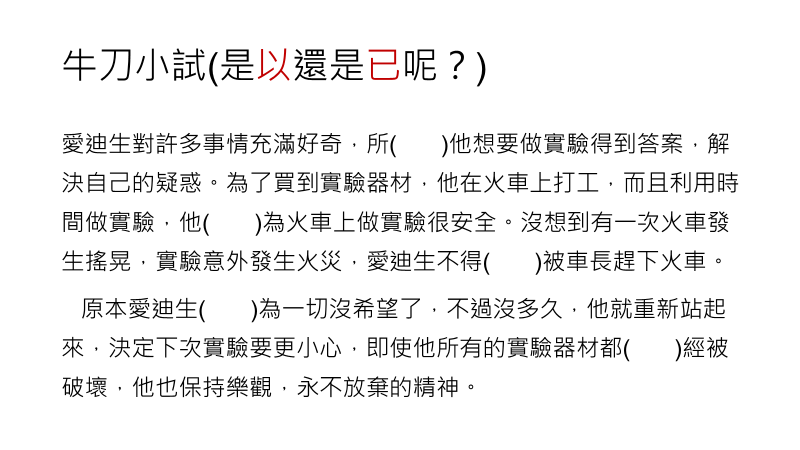 牛刀小試(是以還是已呢？)
愛迪生對許多事情充滿好奇，所(　　)他想要做實驗得到答案，解
決自己的疑惑。為了買到實驗器材，他在火車上打工，而且利用時
間做實驗，他(　　)為火車上做實驗很安全。沒想到有一次火車發
生搖晃，實驗意外發生火災，愛迪生不得(　　)被車長趕下火車。
原本愛迪生(　　)為一切沒希望了，不過沒多久，他就重新站起
來，決定下次實驗要更小心，即使他所有的實驗器材都(　　)經被
破壞，他也保持樂觀，永不放棄的精神。